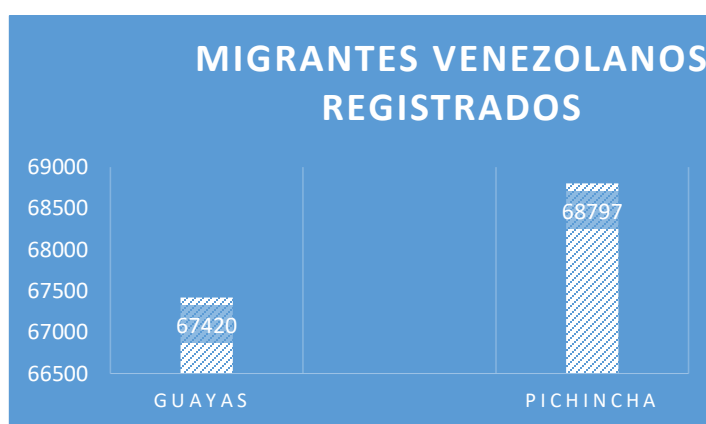 MIGRANTES VENEZOLANOS
REGISTRADOS
69000
68500
68000
67500
67000
66500
67420
68797
GUAYAS
PICHINCHA